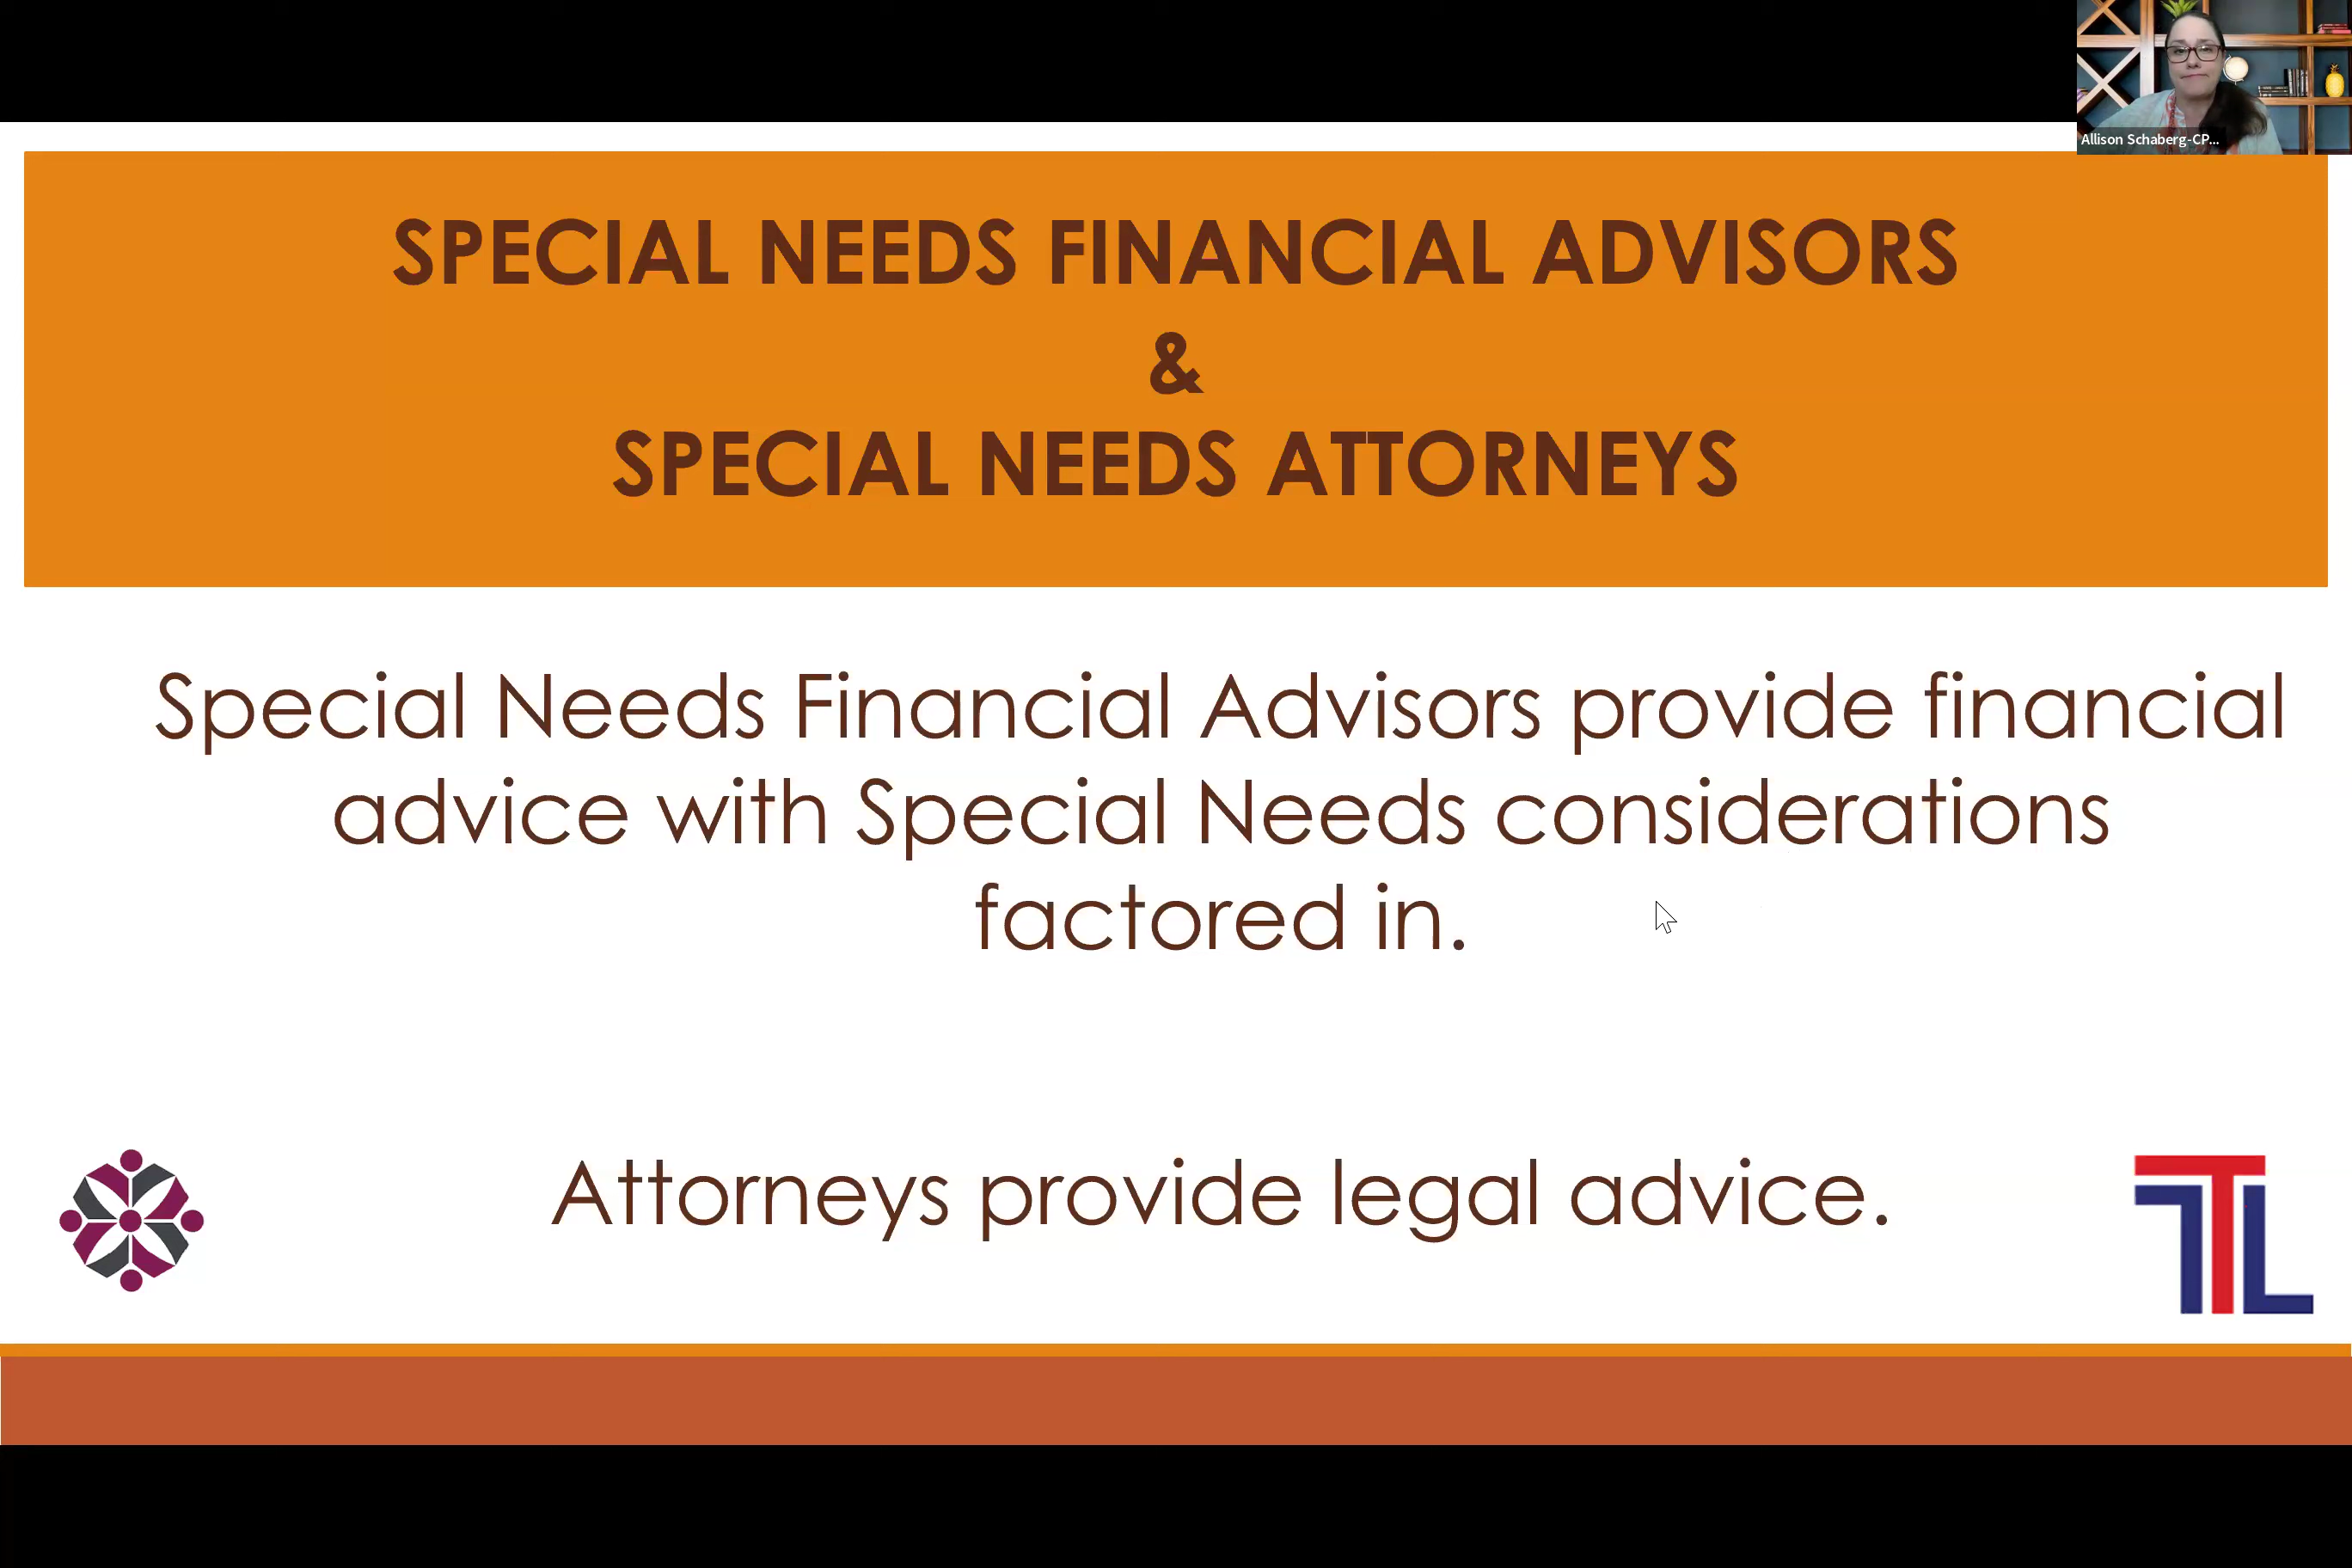 Allison Schaberg-CP...
SPECIAL NEEDS FINANCIAL ADVISORS
&
SPECIAL NEEDS ATTORNEYS
Special Needs Financial Advisors provide financial
advice with Special Needs considerations
factored in.
Attorneys provide legal advice.
TTL